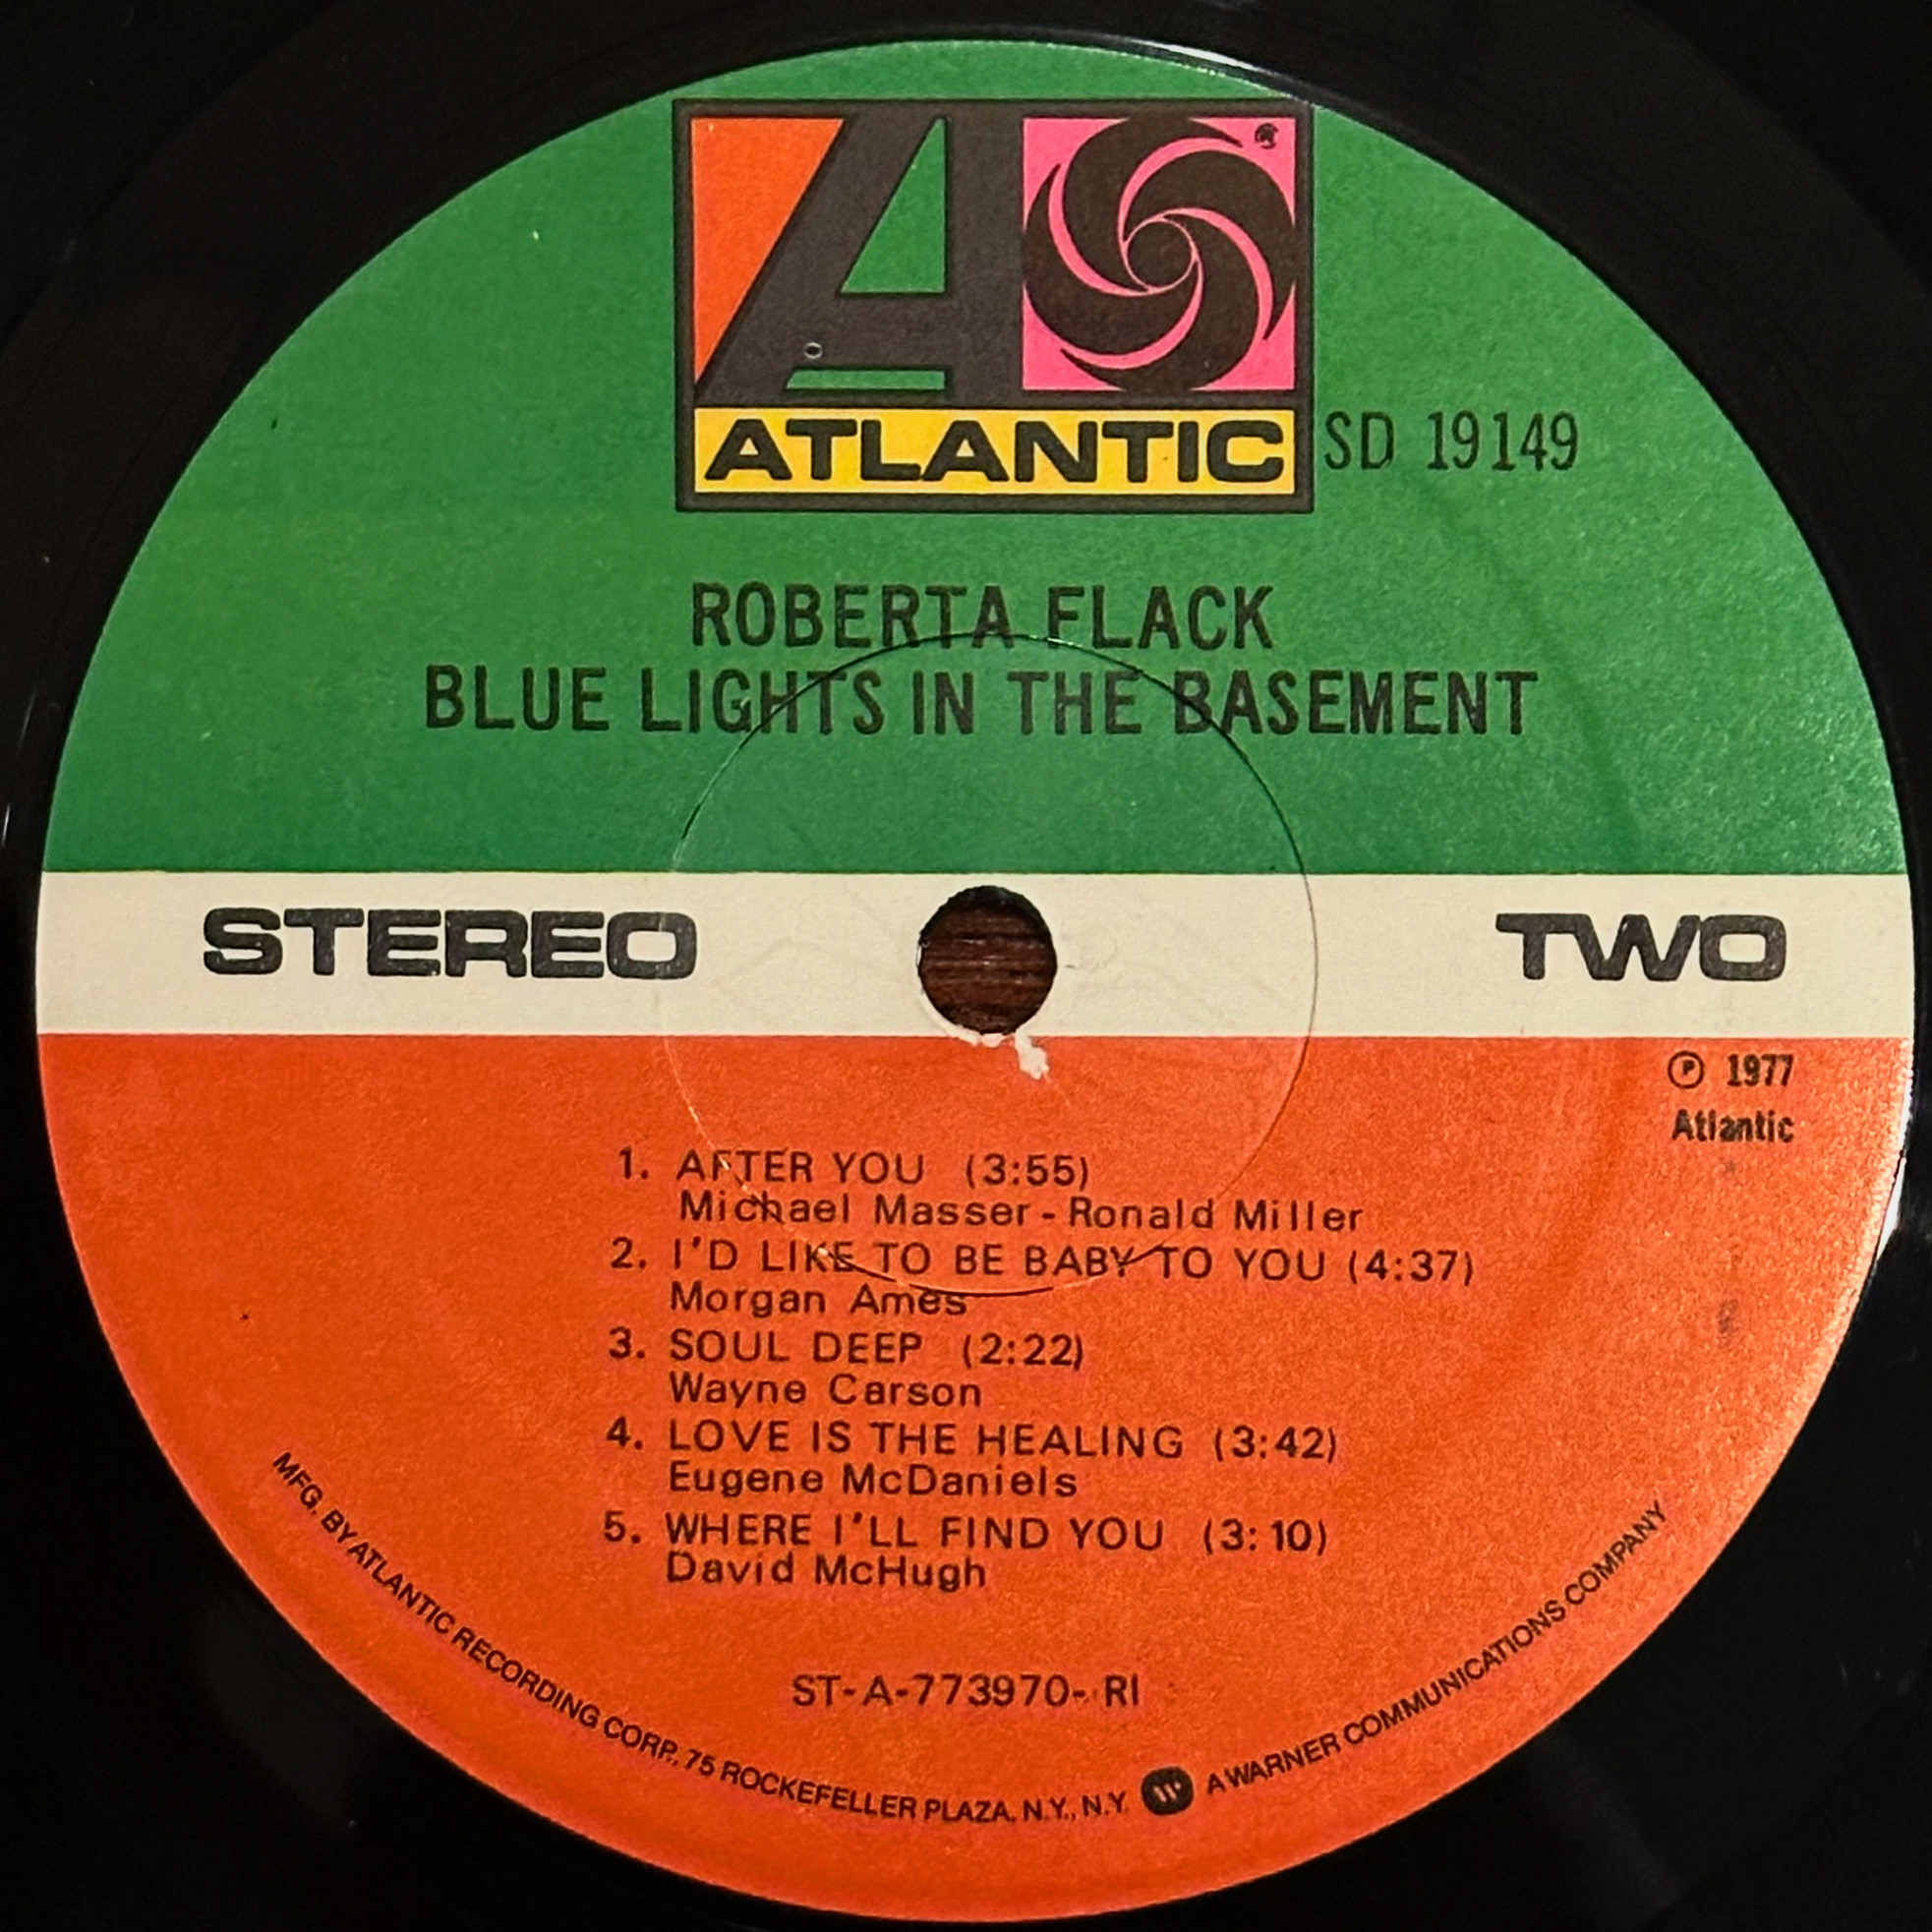 ATLANTIC
SD 19149
ROBERTA FLACK
BLUE LIGHTS IN THE BASEMENT
STEREO
TWO
℗ 1977
Atlantic
1. AFTER YOU (3:55)
Michael Masser - Ronald Miller
2. I'D LIKE TO BE BABY TO YOU (4:37)
Morgan Ames
3. SOUL DEEP (2:22)
Wayne Carson
4. LOVE IS THE HEALING (3:42)
Eugene McDaniels
5. WHERE I'LL FIND YOU (3:10)
David McHugh
ST-A-773970-RI
MFG. BY ATLANTIC RECORDING CORP., 75 ROCKEFELLER PLAZA, N.Y., N.Y. A WARNER COMMUNICATIONS COMPANY